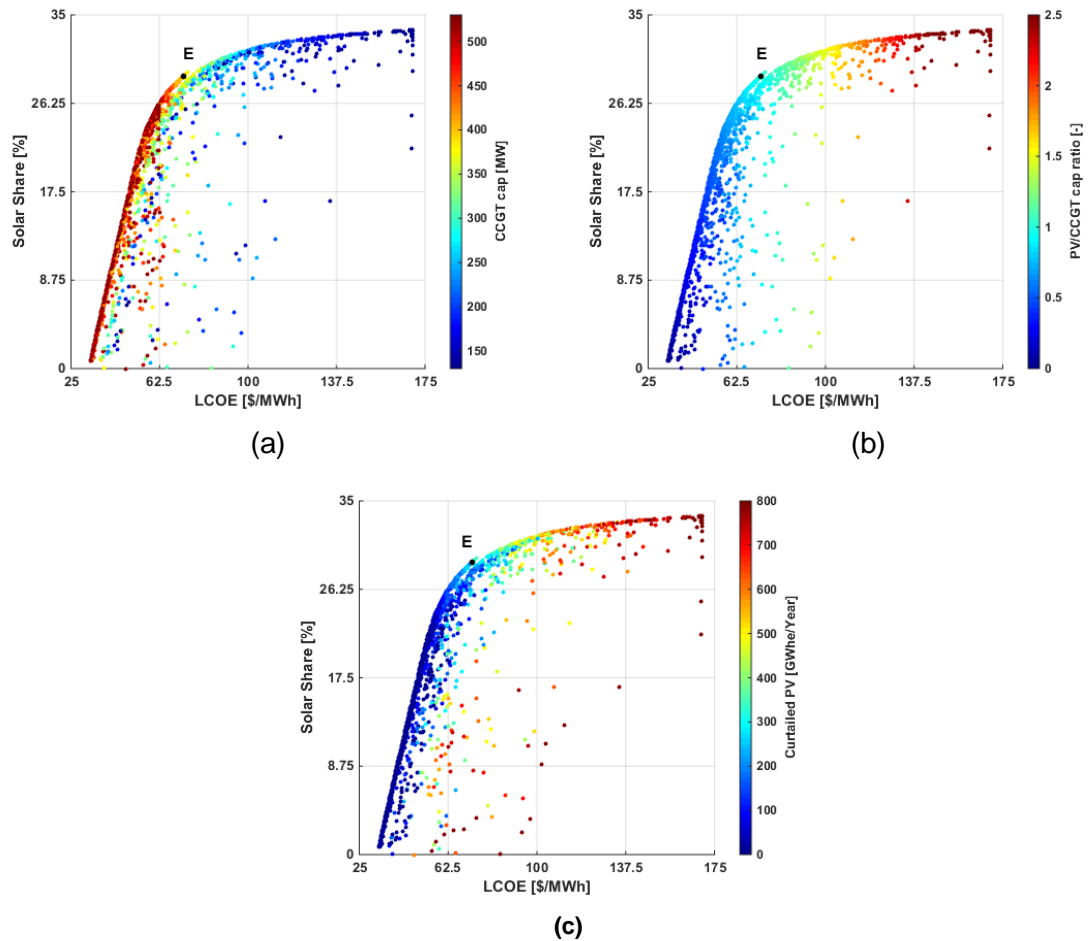 35
26.25
17.5
8.75
0
Solar Share [%]
25 62.5 100 137.5 175
LCOE [$/MWh]
E
500
450
400
350
300
250
200
150
CCGT cap [MW]
(a)
35
26.25
17.5
8.75
0
Solar Share [%]
25 62.5 100 137.5 175
LCOE [$/MWh]
E
2.5
2
1.5
1
0.5
0
PV/CCGT cap ratio [-]
(b)
35
26.25
17.5
8.75
0
Solar Share [%]
25 62.5 100 137.5 175
LCOE [$/MWh]
E
800
700
600
500
400
300
200
100
0
Curtailed PV [GWhe/Year]
(c)